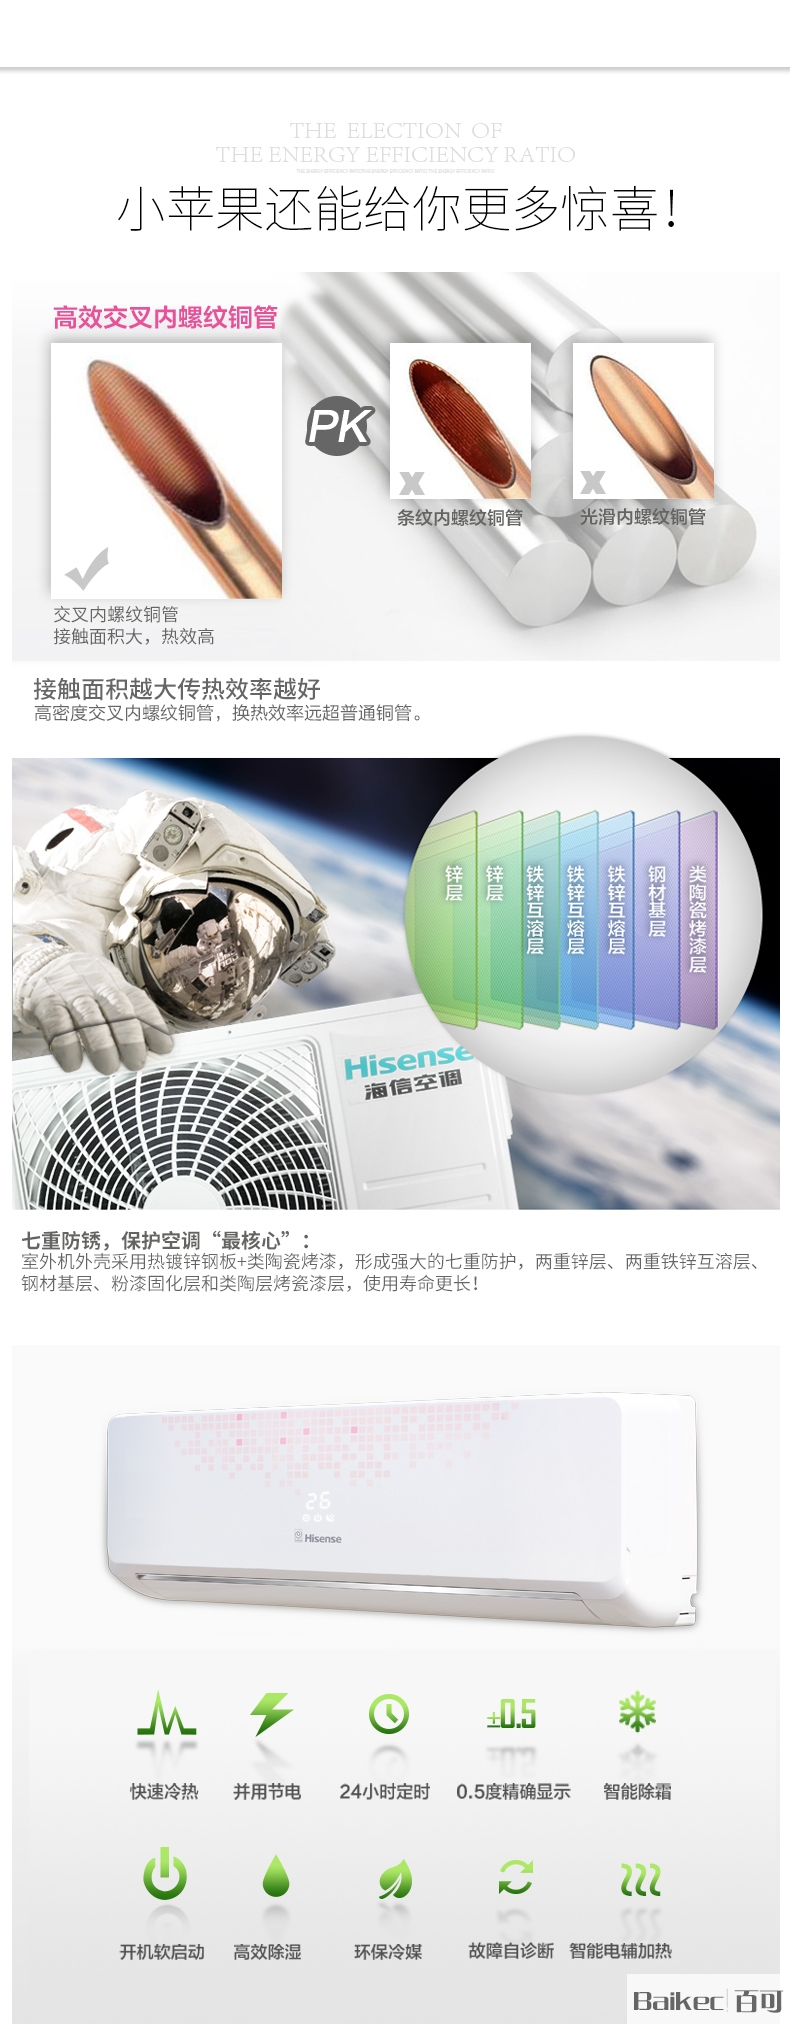 THE ELECTION OF
THE ENERGY EFFICIENCY RATIO
小苹果还能给你更多惊喜！
高效交叉内螺纹铜管
PK
条纹内螺纹铜管
光滑内螺纹铜管
交叉内螺纹铜管
接触面积大，热效高
接触面积越大传热效率越好
高密度交叉内螺纹铜管，换热效率远超普通铜管。
锌层
锌层
铁锌互溶层
铁锌互熔层
铁锌互熔层
钢材基层
类陶瓷烤漆层
Hisense
海信空调
七重防锈，保护空调“最核心”：
室外机外壳采用热镀锌钢板+类陶瓷烤漆，形成强大的七重防护，两重锌层、两重铁锌互溶层、
钢材基层、粉漆固化层和类陶层烤瓷漆层，使用寿命更长！
26
Hisense
±0.5
快速冷热
并用节电
24小时定时
0.5度精确显示
智能除霜
开机软启动
高效除湿
环保冷媒
故障自诊断
智能电辅加热
Baikec 百可